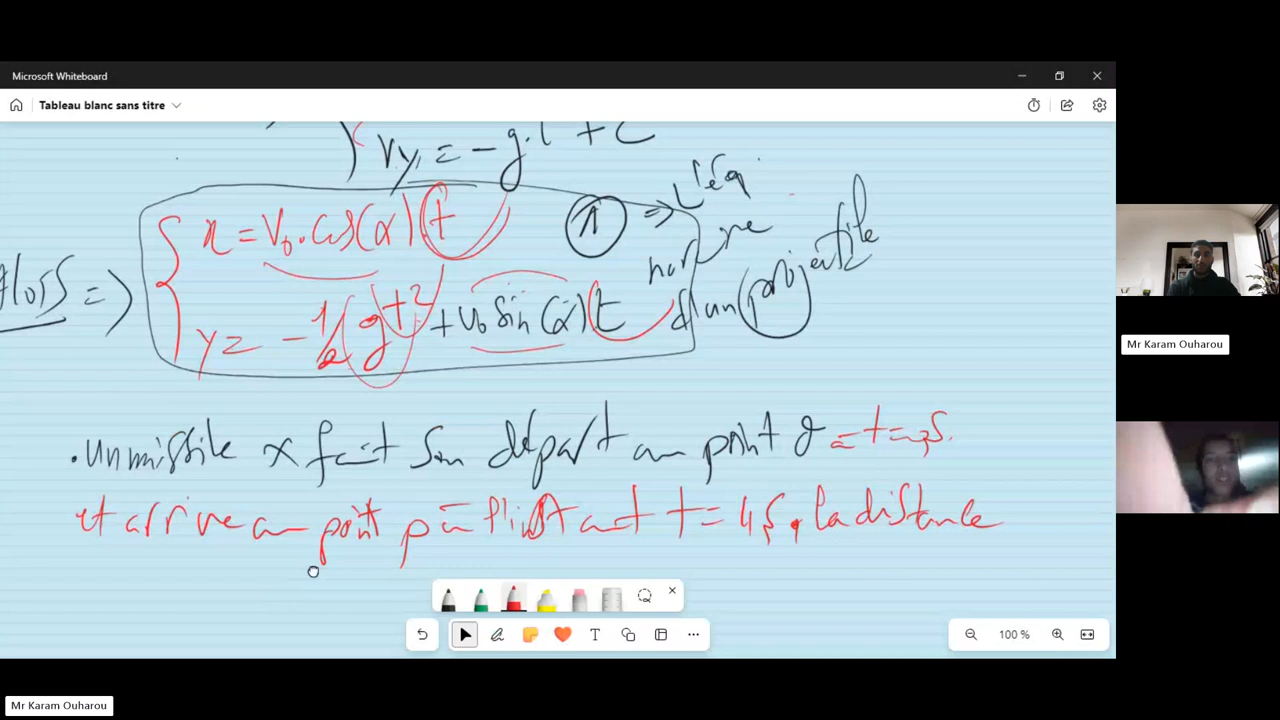 Microsoft Whiteboard
Tableau blanc sans titre
Vy = -g.t + C
x = V0.cos(α) t
1 => L'éq
horaire
y = -1/2 g t² + v0 sin(α) t
d'un projectile
.un missile x fait son départ au point O
et arrive au point p à l'instant t = 4s, la distance
100 %
Mr Karam Ouharou
Mr Karam Ouharou